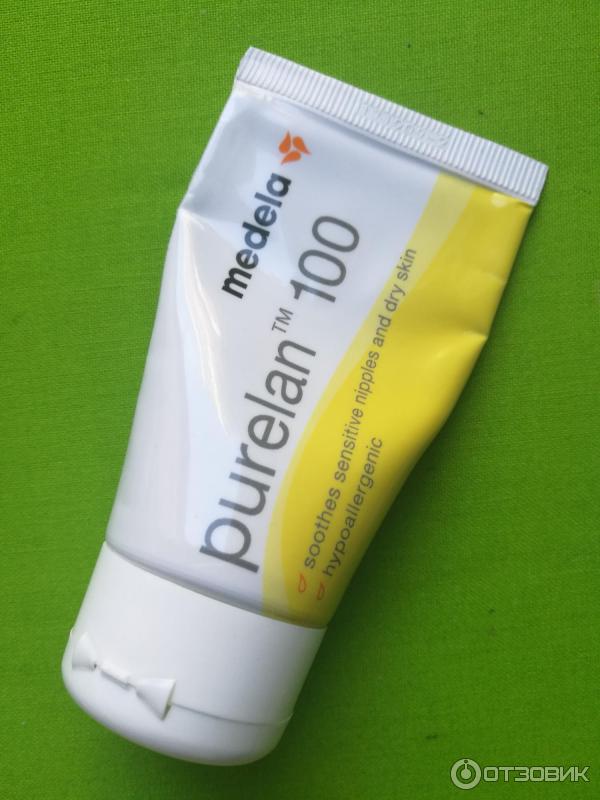 medela
purelan™ 100
soothes sensitive nipples and dry skin
hypoallergenic
ОТЗОВИК